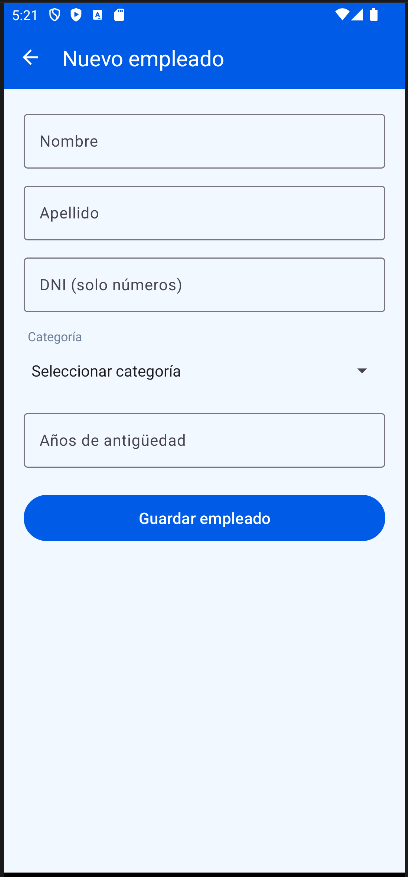 5:21
Nuevo empleado
Nombre
Apellido
DNI (solo números)
Categoría
Seleccionar categoría
Años de antigüedad
Guardar empleado